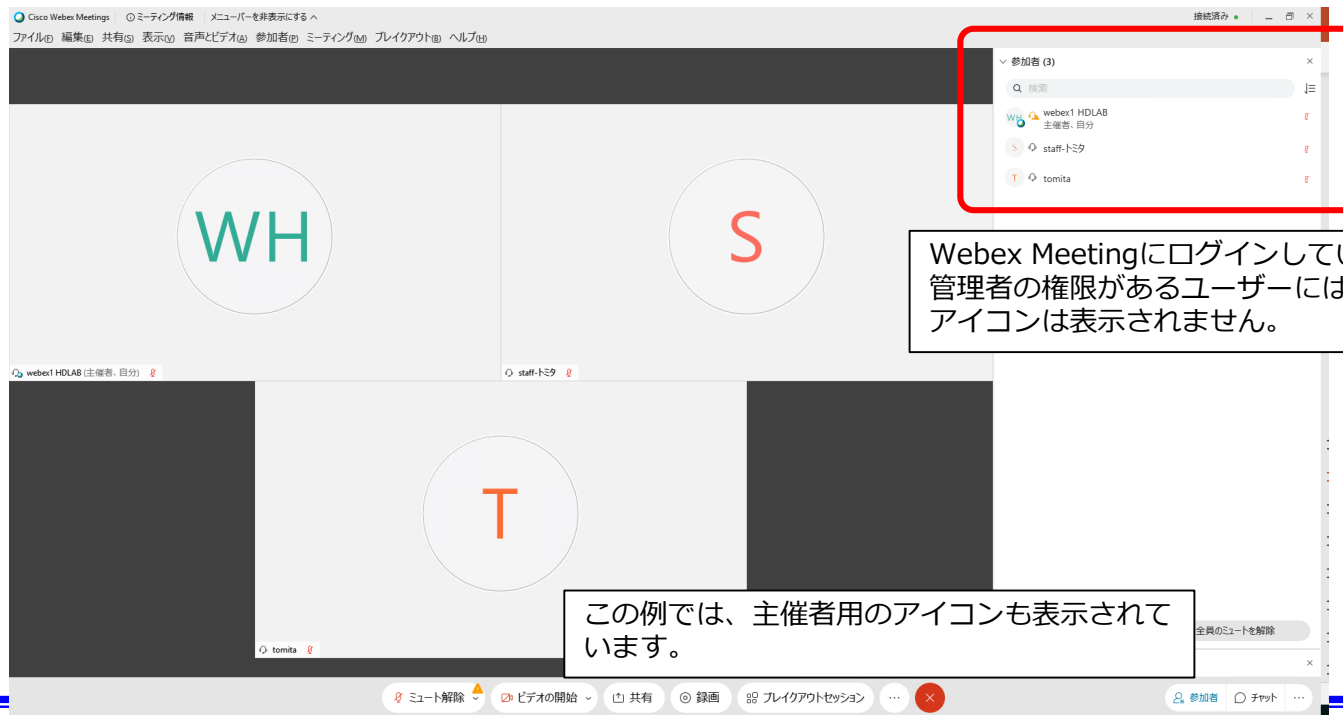 Cisco Webex Meetings ミーティング情報 メニューバーを非表示にする 接続済み
ファイル(F) 編集(E) 共有(S) 表示(V) 音声とビデオ(A) 参加者(P) ミーティング(M) ブレイクアウト(B) ヘルプ(H)
参加者 (3)
検索
WH webex1 HDLAB
主催者、自分
S staff-トミタ
T tomita
WH
S
Webex Meetingにログインしてい
管理者の権限があるユーザーには
アイコンは表示されません。
webex1 HDLAB (主催者、自分)
staff-トミタ
T
この例では、主催者用のアイコンも表示されて
います。
全員のミュートを解除
tomita
ミュート解除 ビデオの開始 共有 録画 ブレイクアウトセッション 参加者 チャット